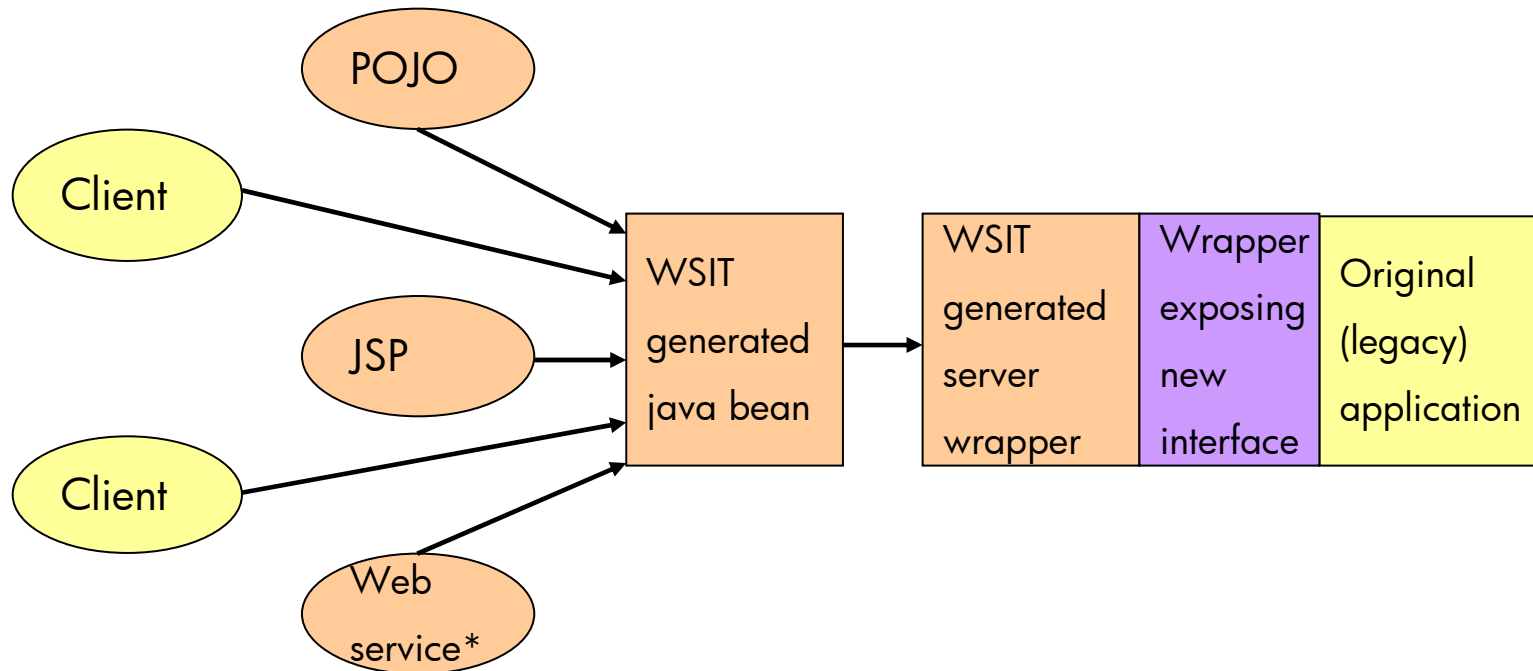 POJO
Client
JSP
Client
Web
service*
WSIT
generated
java bean
WSIT
generated
server
wrapper
Wrapper
exposing
new
interface
Original
(legacy)
application